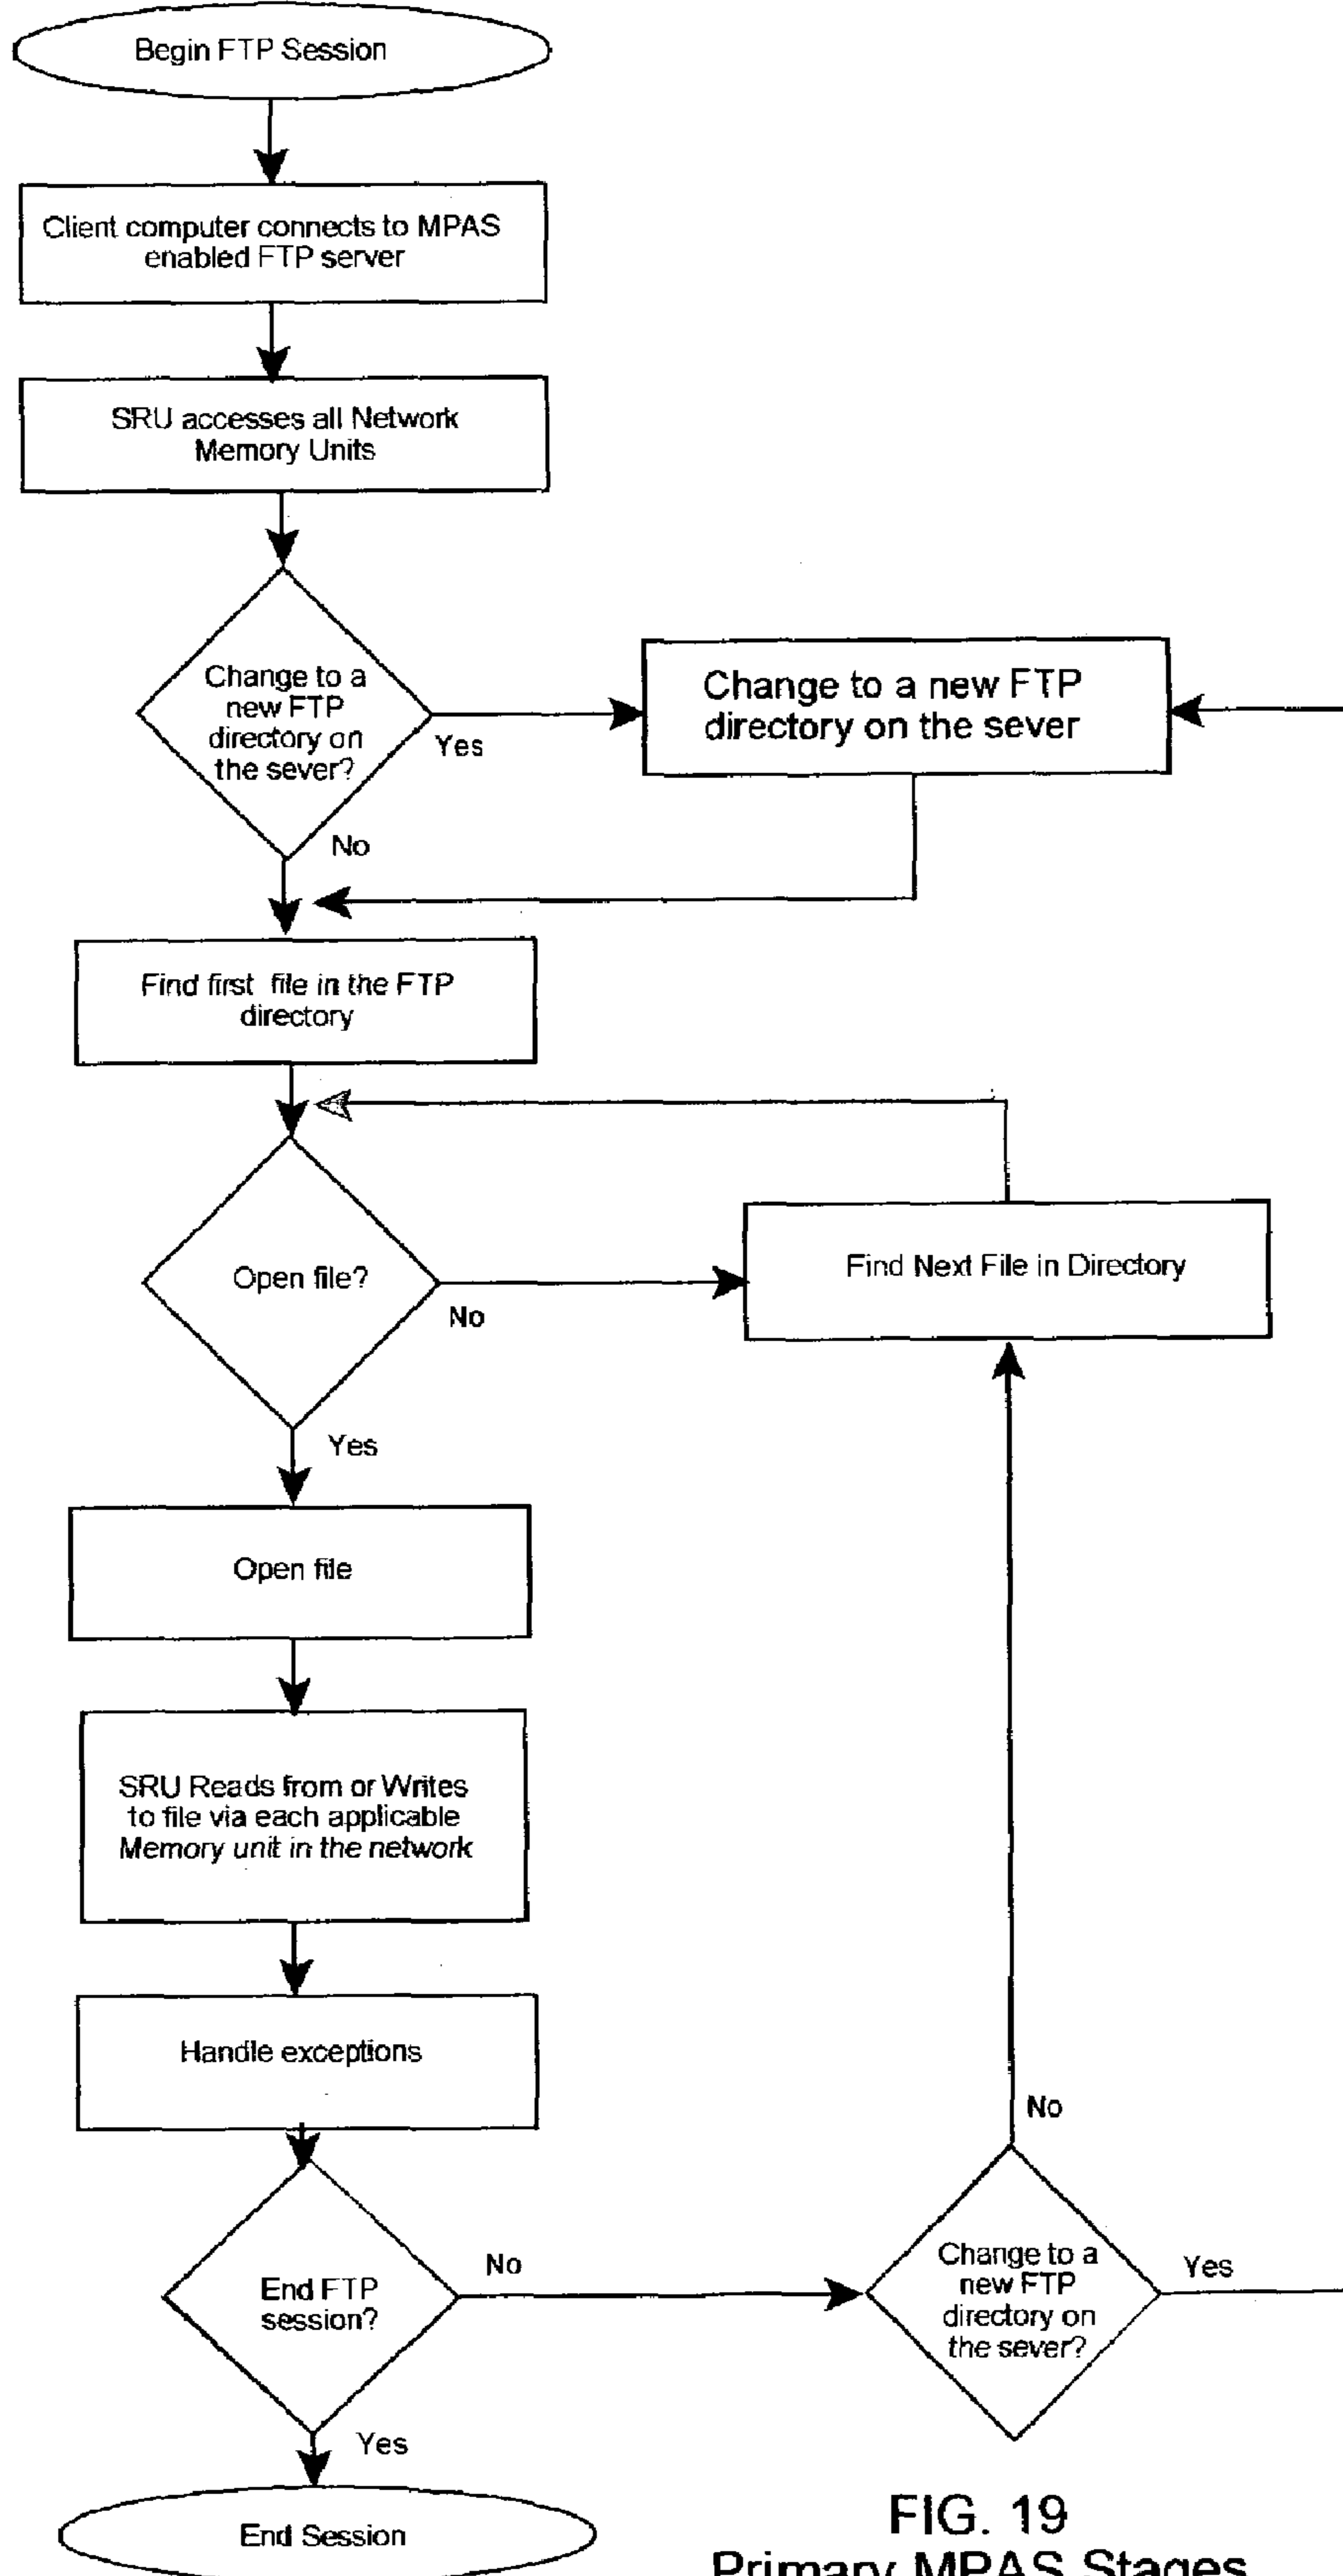 Begin FTP Session
Client computer connects to MPAS
enabled FTP server
SRU accesses all Network
Memory Units
Change to a
new FTP
directory on
the sever?
Yes
No
Change to a new FTP
directory on the sever
Find first file in the FTP
directory
Open file?
No
Yes
Find Next File in Directory
Open file
SRU Reads from or Writes
to file via each applicable
Memory unit in the network
Handle exceptions
End FTP
session?
No
Yes
Change to a
new FTP
directory on
the sever?
No
Yes
End Session
FIG. 19
Primary MPAS Stages